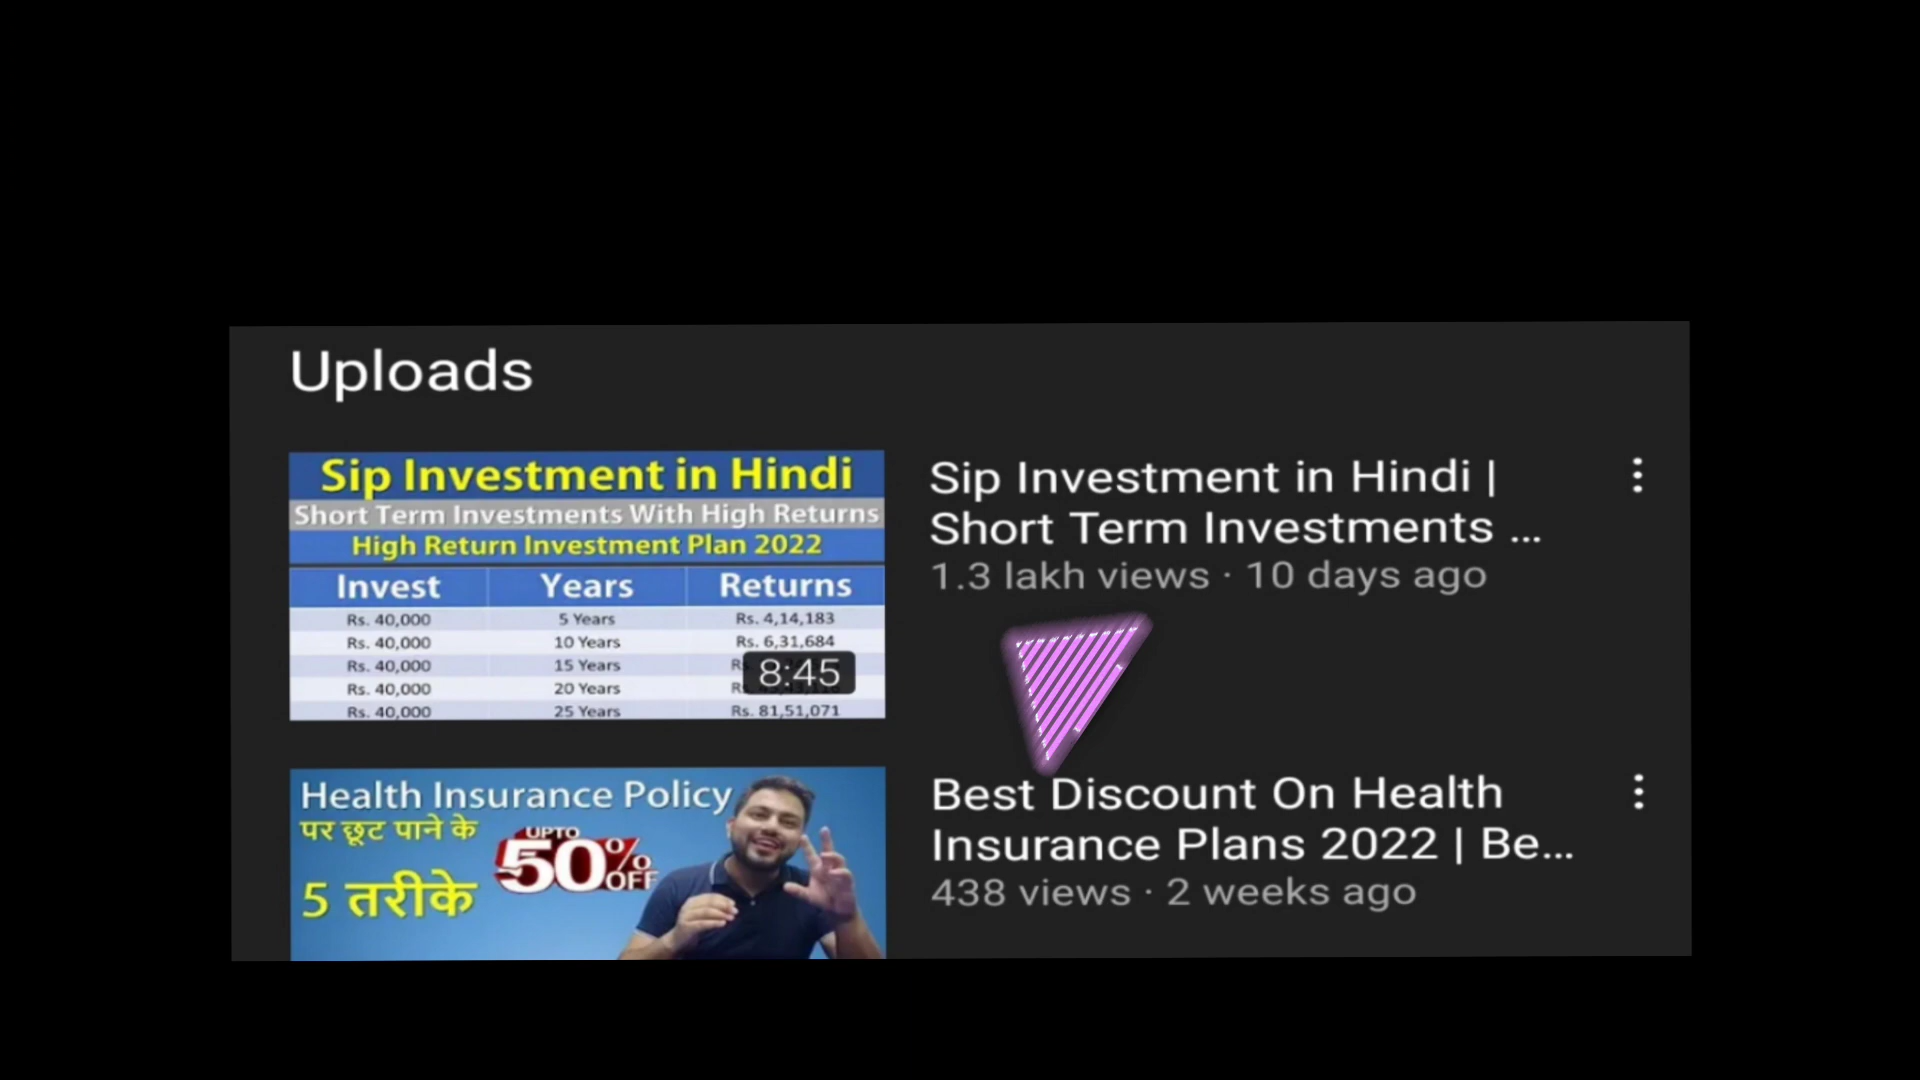 Uploads
Sip Investment in Hindi
Short Term Investments With High Returns
High Return Investment Plan 2022
Invest Years Returns
Rs. 40,000 5 Years Rs. 4,14,183
Rs. 40,000 10 Years Rs. 6,31,684
Rs. 40,000 15 Years
Rs. 40,000 20 Years
Rs. 40,000 25 Years Rs. 81,51,071
8:45
Sip Investment in Hindi |
Short Term Investments ...
1.3 lakh views · 10 days ago
Health Insurance Policy
पर छूट पाने के
5 तरीके
UPTO
50% OFF
Best Discount On Health
Insurance Plans 2022 | Be...
438 views · 2 weeks ago